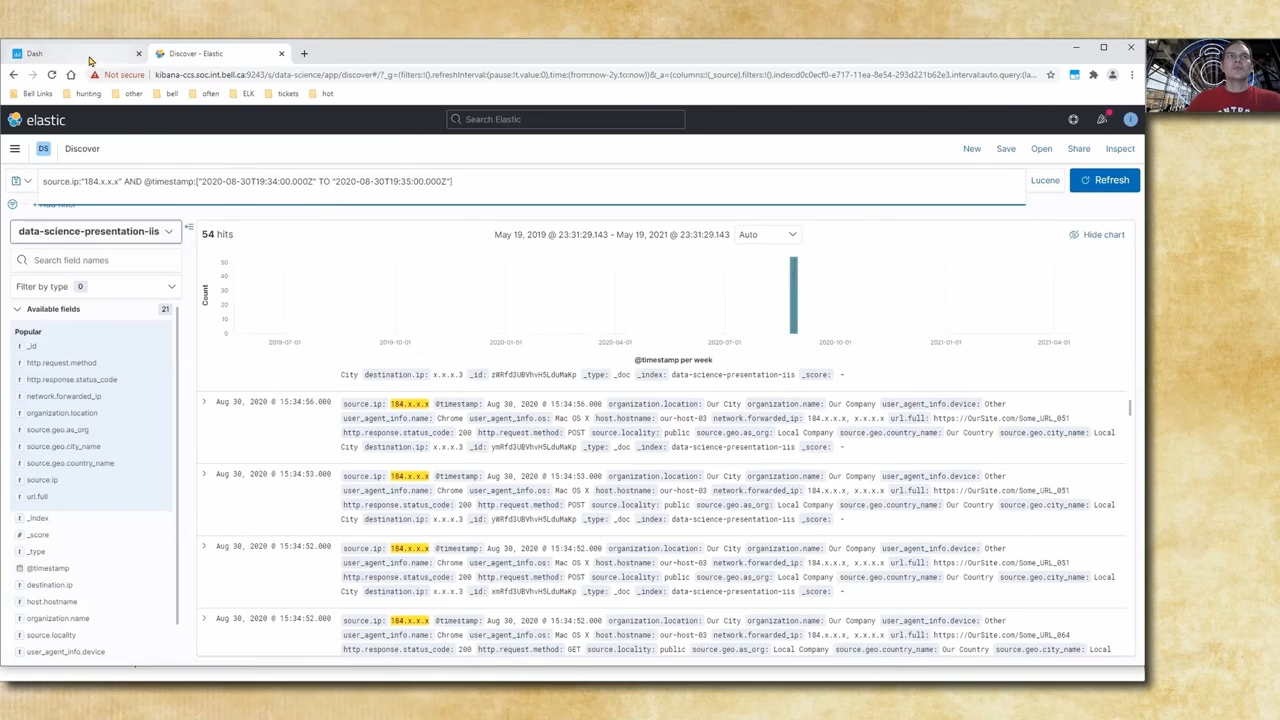 Dash
Discover - Elastic
Not secure
kibana-ccs.soc.int.bell.ca:9243/s/data-science/app/discover#/?_g=(filters:!(),refreshInterval:(pause:!t,value:0),time:(from:now-2y,to:now))&_a=(columns:!(_source),filters:!(),index:d0c0ecf0-e717-11ea-8e54-293d221b62e3,interval:auto,query:(la...
Bell Links hunting other bell often ELK tickets hot
elastic
Search Elastic
i
DS Discover New Save Open Share Inspect
source.ip:"184.x.x.x" AND @timestamp:["2020-08-30T19:34:00.000Z" TO "2020-08-30T19:35:00.000Z"]
Lucene
Refresh
+ Add filter
data-science-presentation-iis
Search field names
Filter by type 0
Available fields 21
Popular
t _id
t http.request.method
t http.response.status_code
t network.forwarded_ip
t organization.location
t source.geo.as_org
t source.geo.city_name
t source.geo.country_name
t source.ip
t url.full
t _index
# _score
t _type
@timestamp
t destination.ip
t host.hostname
t organization.name
t source.locality
t user_agent_info.device
54 hits
May 19, 2019 @ 23:31:29.143 - May 19, 2021 @ 23:31:29.143 Auto
Hide chart
Count
50
40
30
20
10
0
2019-07-01 2019-10-01 2020-01-01 2020-04-01 2020-07-01 2020-10-01 2021-01-01 2021-04-01
@timestamp per week
City destination.ip: x.x.x.3 _id: zWRfd3UBVhvH5LduMaKp _type: _doc _index: data-science-presentation-iis _score: -
Aug 30, 2020 @ 15:34:56.000
source.ip: 184.x.x.x @timestamp: Aug 30, 2020 @ 15:34:56.000 organization.location: Our City organization.name: Our Company user_agent_info.device: Other
user_agent_info.name: Chrome user_agent_info.os: Mac OS X host.hostname: our-host-03 network.forwarded_ip: 184.x.x.x, x.x.x.x url.full: https://OurSite.com/Some_URL_051
http.response.status_code: 200 http.request.method: POST source.locality: public source.geo.as_org: Local Company source.geo.country_name: Our Country source.geo.city_name: Local
City destination.ip: x.x.x.3 _id: ymRfd3UBVhvH5LduMaKp _type: _doc _index: data-science-presentation-iis _score: -
Aug 30, 2020 @ 15:34:53.000
source.ip: 184.x.x.x @timestamp: Aug 30, 2020 @ 15:34:53.000 organization.location: Our City organization.name: Our Company user_agent_info.device: Other
user_agent_info.name: Chrome user_agent_info.os: Mac OS X host.hostname: our-host-03 network.forwarded_ip: 184.x.x.x, x.x.x.x url.full: https://OurSite.com/Some_URL_051
http.response.status_code: 200 http.request.method: POST source.locality: public source.geo.as_org: Local Company source.geo.country_name: Our Country source.geo.city_name: Local
City destination.ip: x.x.x.3 _id: yWRfd3UBVhvH5LduMaKp _type: _doc _index: data-science-presentation-iis _score: -
Aug 30, 2020 @ 15:34:52.000
source.ip: 184.x.x.x @timestamp: Aug 30, 2020 @ 15:34:52.000 organization.location: Our City organization.name: Our Company user_agent_info.device: Other
user_agent_info.name: Chrome user_agent_info.os: Mac OS X host.hostname: our-host-03 network.forwarded_ip: 184.x.x.x, x.x.x.x url.full: https://OurSite.com/Some_URL_051
http.response.status_code: 200 http.request.method: POST source.locality: public source.geo.as_org: Local Company source.geo.country_name: Our Country source.geo.city_name: Local
City destination.ip: x.x.x.3 _id: xmRfd3UBVhvH5LduMaKp _type: _doc _index: data-science-presentation-iis _score: -
Aug 30, 2020 @ 15:34:52.000
source.ip: 184.x.x.x @timestamp: Aug 30, 2020 @ 15:34:52.000 organization.location: Our City organization.name: Our Company user_agent_info.device: Other
user_agent_info.name: Chrome user_agent_info.os: Mac OS X host.hostname: our-host-03 network.forwarded_ip: 184.x.x.x, x.x.x.x url.full: https://OurSite.com/Some_URL_064
http.response.status_code: 200 http.request.method: GET source.locality: public source.geo.as_org: Local Company source.geo.country_name: Our Country source.geo.city_name: Local